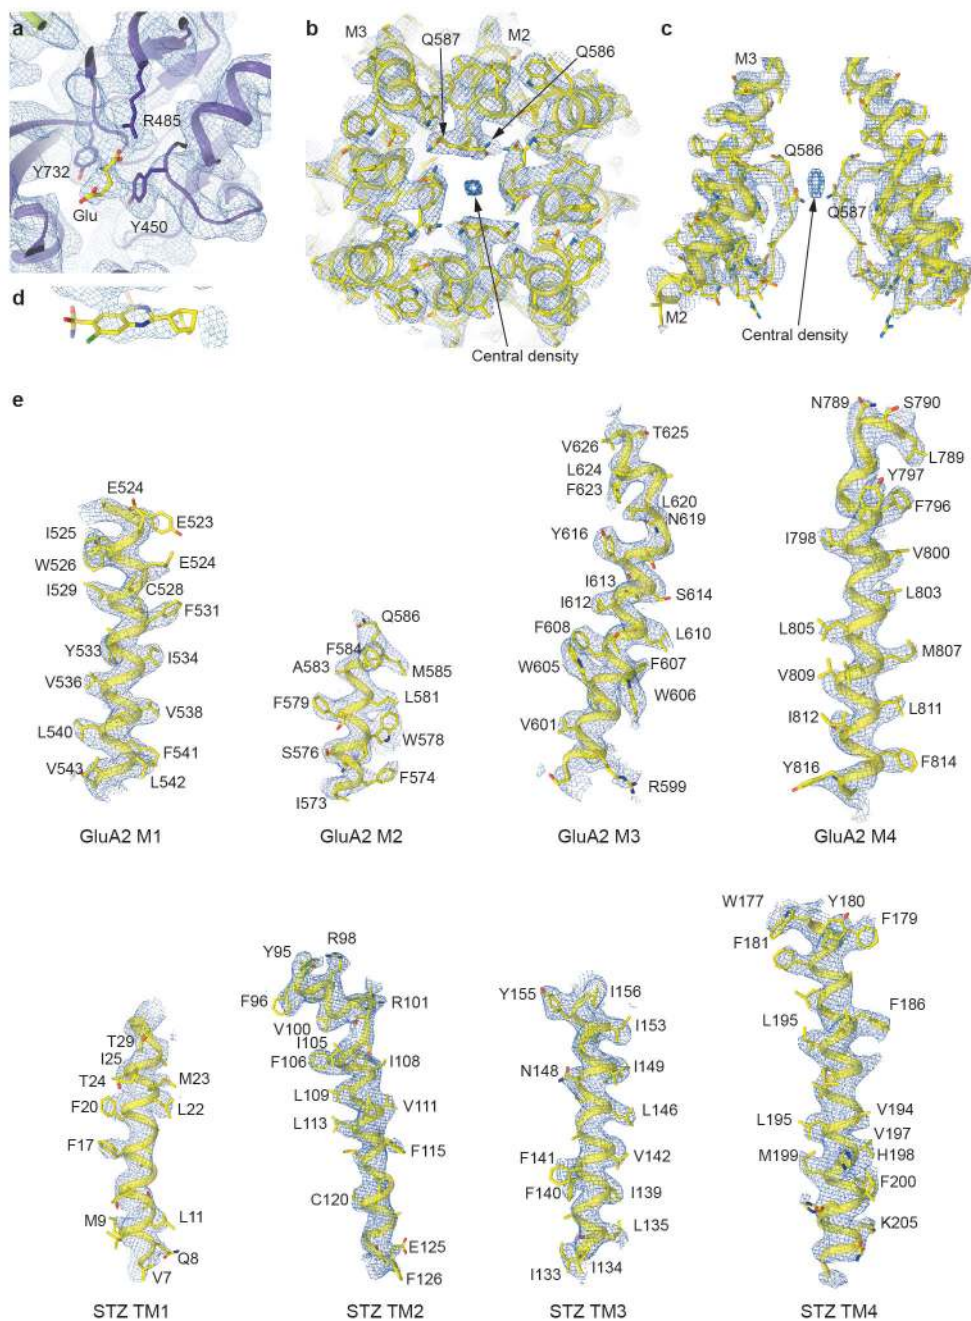 a
R485
Y732
Glu
Y450
b
M3
Q587
M2
Q586
Central density
c
M3
Q586
Q587
M2
Central density
d
e
E524
E523
I525
W526
E524
I529
C528
F531
Y533
I534
V536
V538
L540
F541
V543
L542
GluA2 M1
Q586
F584
A583
M585
F579
L581
W578
S576
F574
I573
GluA2 M2
V626
T625
L624
F623
L620
N619
Y616
I613
I612
S614
F608
L610
W605
F607
W606
V601
R599
GluA2 M3
N789
S790
L789
Y797
F796
I798
V800
L803
L805
M807
V809
L811
I812
Y816
F814
GluA2 M4
T29
I25
T24
M23
F20
L22
F17
M9
L11
Q8
V7
STZ TM1
Y95
R98
F96
R101
V100
I105
F106
I108
L109
V111
L113
F115
C120
E125
F126
STZ TM2
Y155
I156
I153
N148
I149
L146
F141
V142
F140
I139
L135
I133
I134
STZ TM3
W177
Y180
F179
F181
F186
L195
L195
V194
V197
M199
H198
F200
K205
STZ TM4